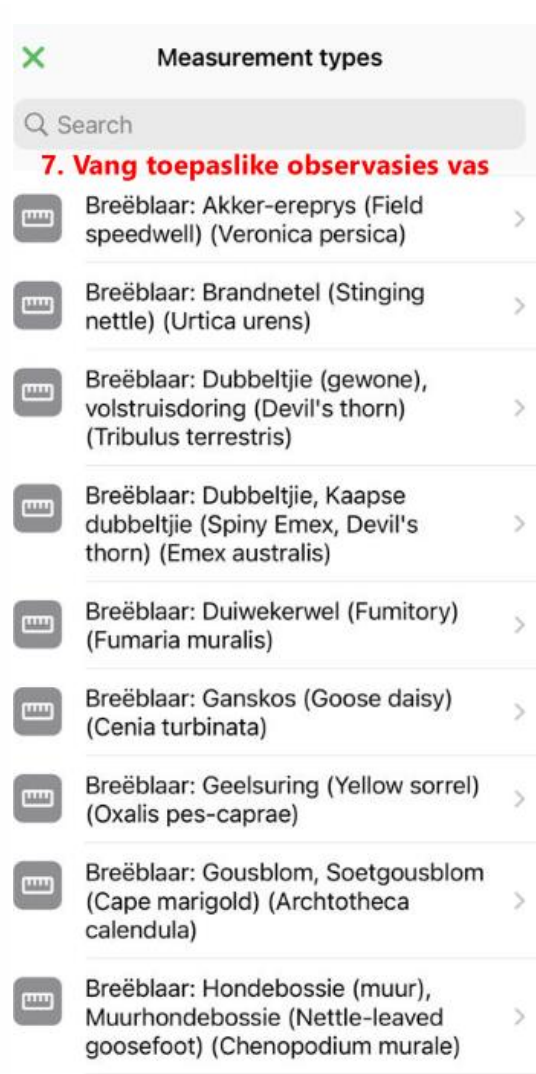 Measurement types
Search
7. Vang toepaslike observasies vas
Breëblaar: Akker-ereprys (Field
speedwell) (Veronica persica)
Breëblaar: Brandnetel (Stinging
nettle) (Urtica urens)
Breëblaar: Dubbeltjie (gewone),
volstruisdoring (Devil's thorn)
(Tribulus terrestris)
Breëblaar: Dubbeltjie, Kaapse
dubbeltjie (Spiny Emex, Devil's
thorn) (Emex australis)
Breëblaar: Duiwekerwel (Fumitory)
(Fumaria muralis)
Breëblaar: Ganskos (Goose daisy)
(Cenia turbinata)
Breëblaar: Geelsuring (Yellow sorrel)
(Oxalis pes-caprae)
Breëblaar: Gousblom, Soetgousblom
(Cape marigold) (Archtotheca
calendula)
Breëblaar: Hondebossie (muur),
Muurhondebossie (Nettle-leaved
goosefoot) (Chenopodium murale)